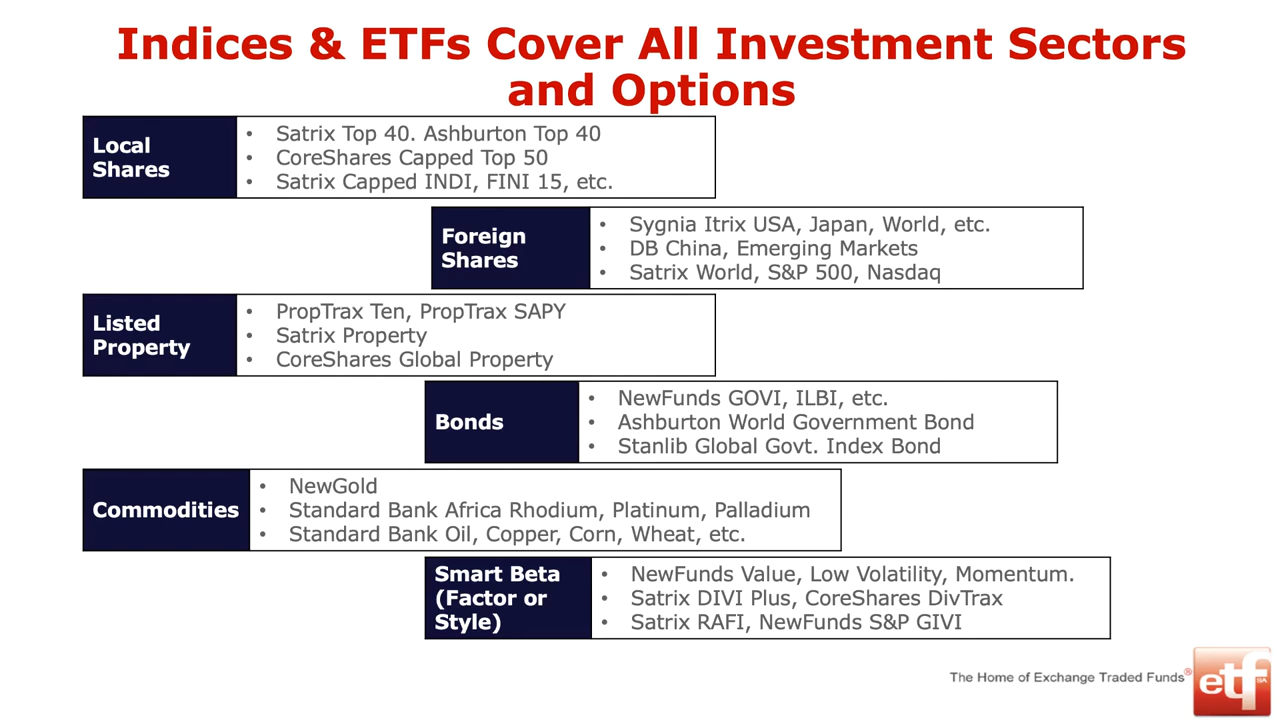 Indices & ETFs Cover All Investment Sectors
and Options
Local
Shares
• Satrix Top 40. Ashburton Top 40
• CoreShares Capped Top 50
• Satrix Capped INDI, FINI 15, etc.
Foreign
Shares
• Sygnia Itrix USA, Japan, World, etc.
• DB China, Emerging Markets
• Satrix World, S&P 500, Nasdaq
Listed
Property
• PropTrax Ten, PropTrax SAPY
• Satrix Property
• CoreShares Global Property
Bonds
• NewFunds GOVI, ILBI, etc.
• Ashburton World Government Bond
• Stanlib Global Govt. Index Bond
Commodities
• NewGold
• Standard Bank Africa Rhodium, Platinum, Palladium
• Standard Bank Oil, Copper, Corn, Wheat, etc.
Smart Beta
(Factor or
Style)
• NewFunds Value, Low Volatility, Momentum.
• Satrix DIVI Plus, CoreShares DivTrax
• Satrix RAFI, NewFunds S&P GIVI
The Home of Exchange Traded Funds®
etf
SA